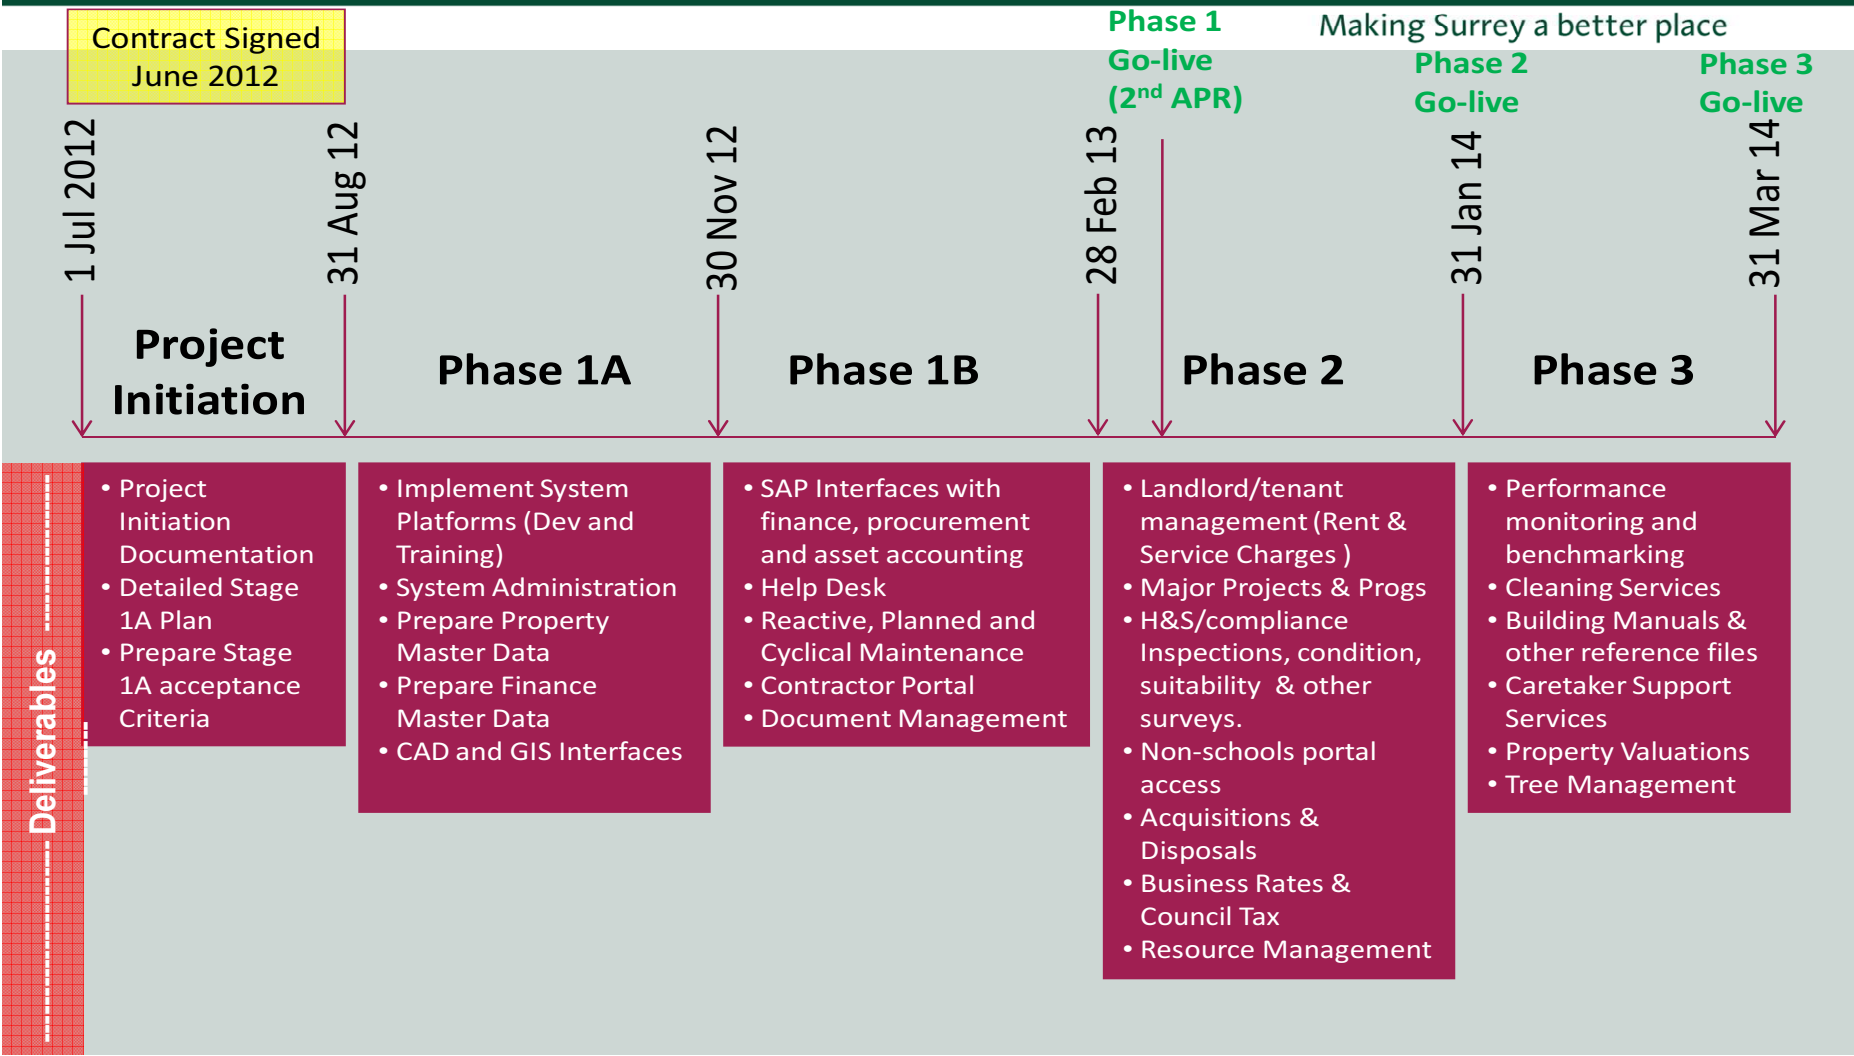 Making Surrey a better place
Contract Signed
June 2012
Phase 1
Go-live
(2nd APR)
Phase 2
Go-live
Phase 3
Go-live
1 Jul 2012
31 Aug 12
30 Nov 12
28 Feb 13
31 Jan 14
31 Mar 14
Project
Initiation
Phase 1A
Phase 1B
Phase 2
Phase 3
Deliverables
• Project
Initiation
Documentation
• Detailed Stage
1A Plan
• Prepare Stage
1A acceptance
Criteria
• Implement System
Platforms (Dev and
Training)
• System Administration
• Prepare Property
Master Data
• Prepare Finance
Master Data
• CAD and GIS Interfaces
• SAP Interfaces with
finance, procurement
and asset accounting
• Help Desk
• Reactive, Planned and
Cyclical Maintenance
• Contractor Portal
• Document Management
• Landlord/tenant
management (Rent &
Service Charges )
• Major Projects & Progs
• H&S/compliance
Inspections, condition,
suitability & other
surveys.
• Non-schools portal
access
• Acquisitions &
Disposals
• Business Rates &
Council Tax
• Resource Management
• Performance
monitoring and
benchmarking
• Cleaning Services
• Building Manuals &
other reference files
• Caretaker Support
Services
• Property Valuations
• Tree Management